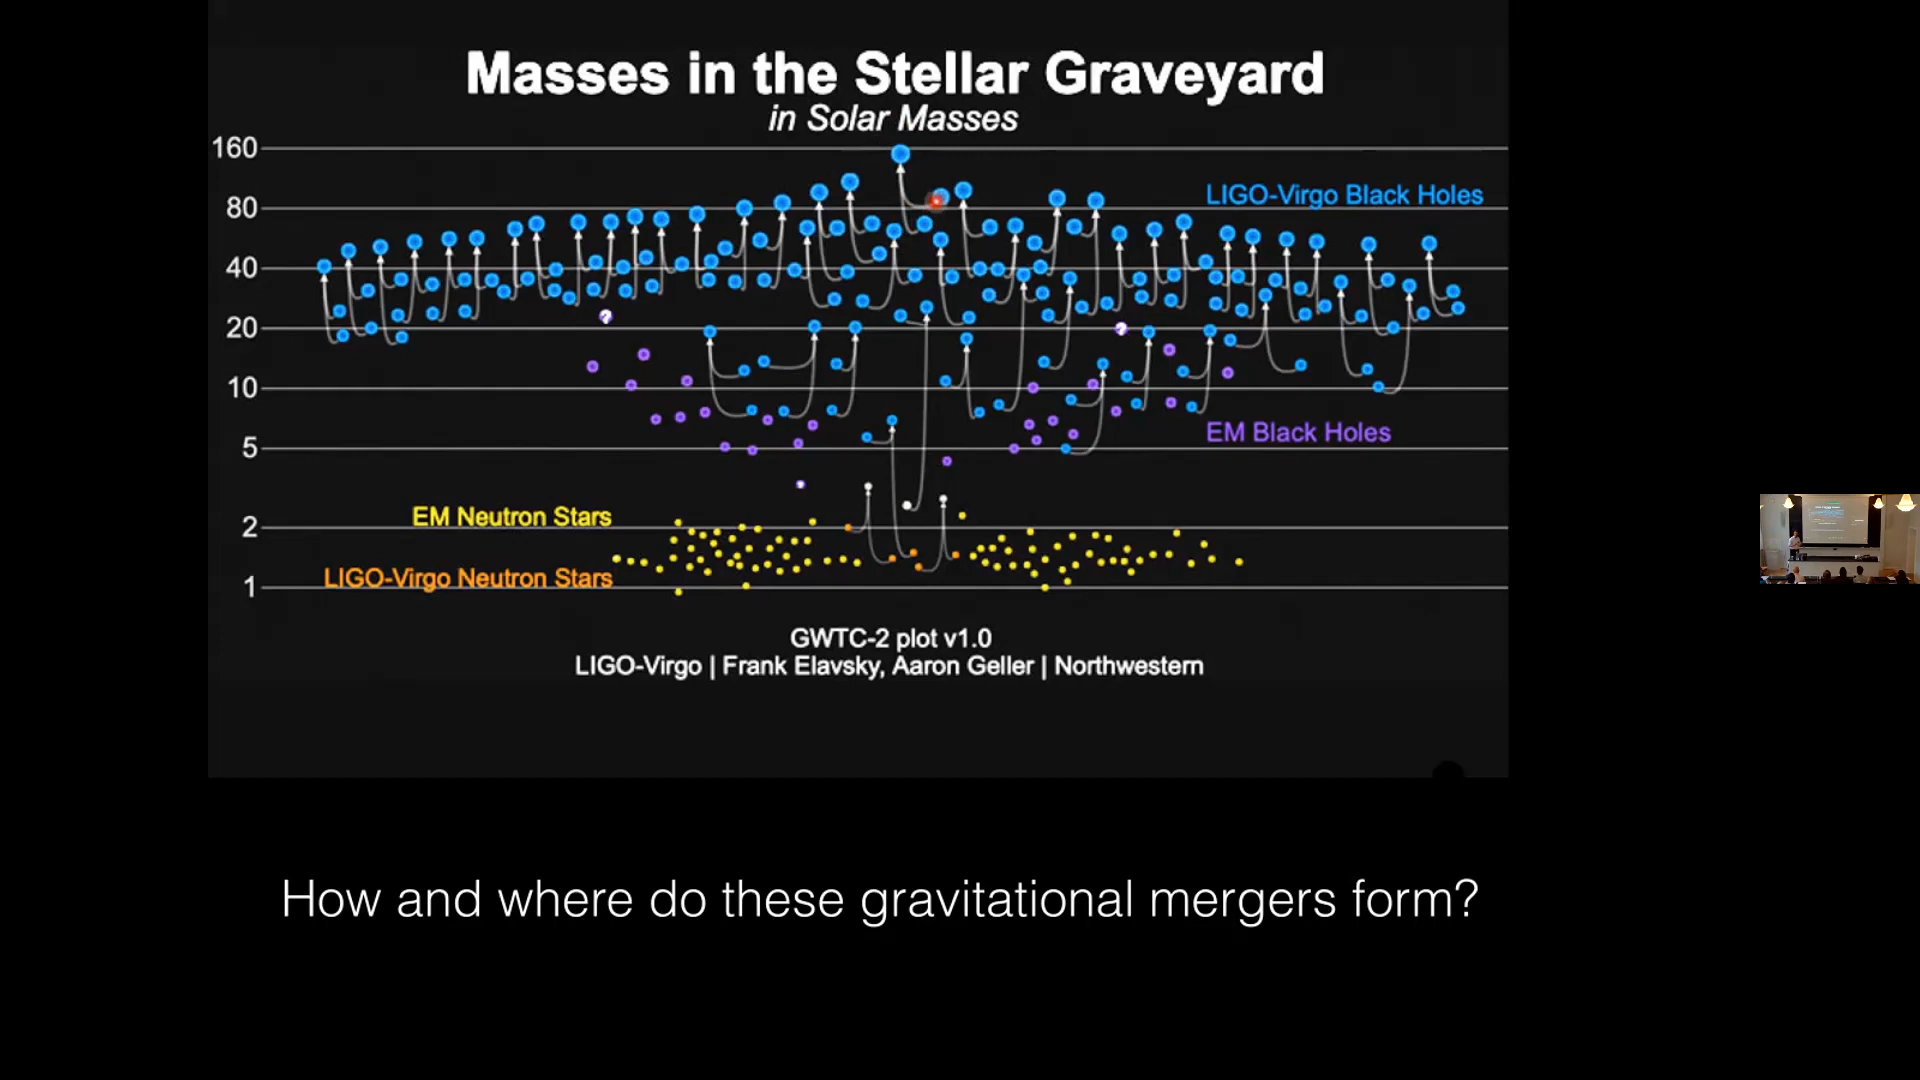 Masses in the Stellar Graveyard
in Solar Masses
160
80
LIGO-Virgo Black Holes
40
20
10
EM Black Holes
5
EM Neutron Stars
2
LIGO-Virgo Neutron Stars
1
GWTC-2 plot v1.0
LIGO-Virgo | Frank Elavsky, Aaron Geller | Northwestern
How and where do these gravitational mergers form?